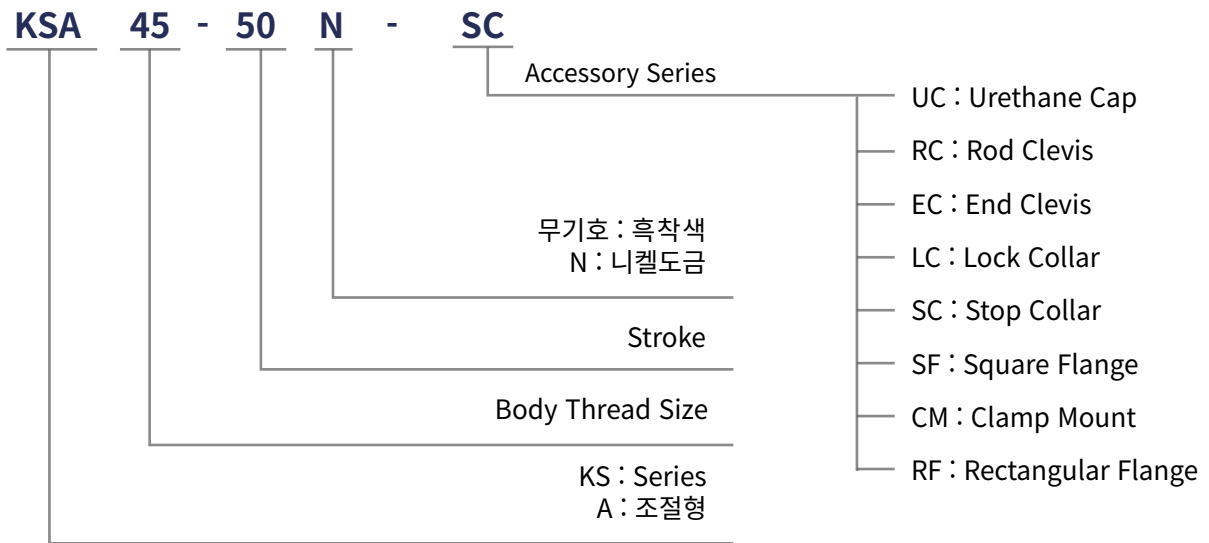 KSA 45 - 50 N - SC
Accessory Series
UC : Urethane Cap
RC : Rod Clevis
EC : End Clevis
LC : Lock Collar
SC : Stop Collar
SF : Square Flange
CM : Clamp Mount
RF : Rectangular Flange
무기호 : 흑착색
N : 니켈도금
Stroke
Body Thread Size
KS : Series
A : 조절형